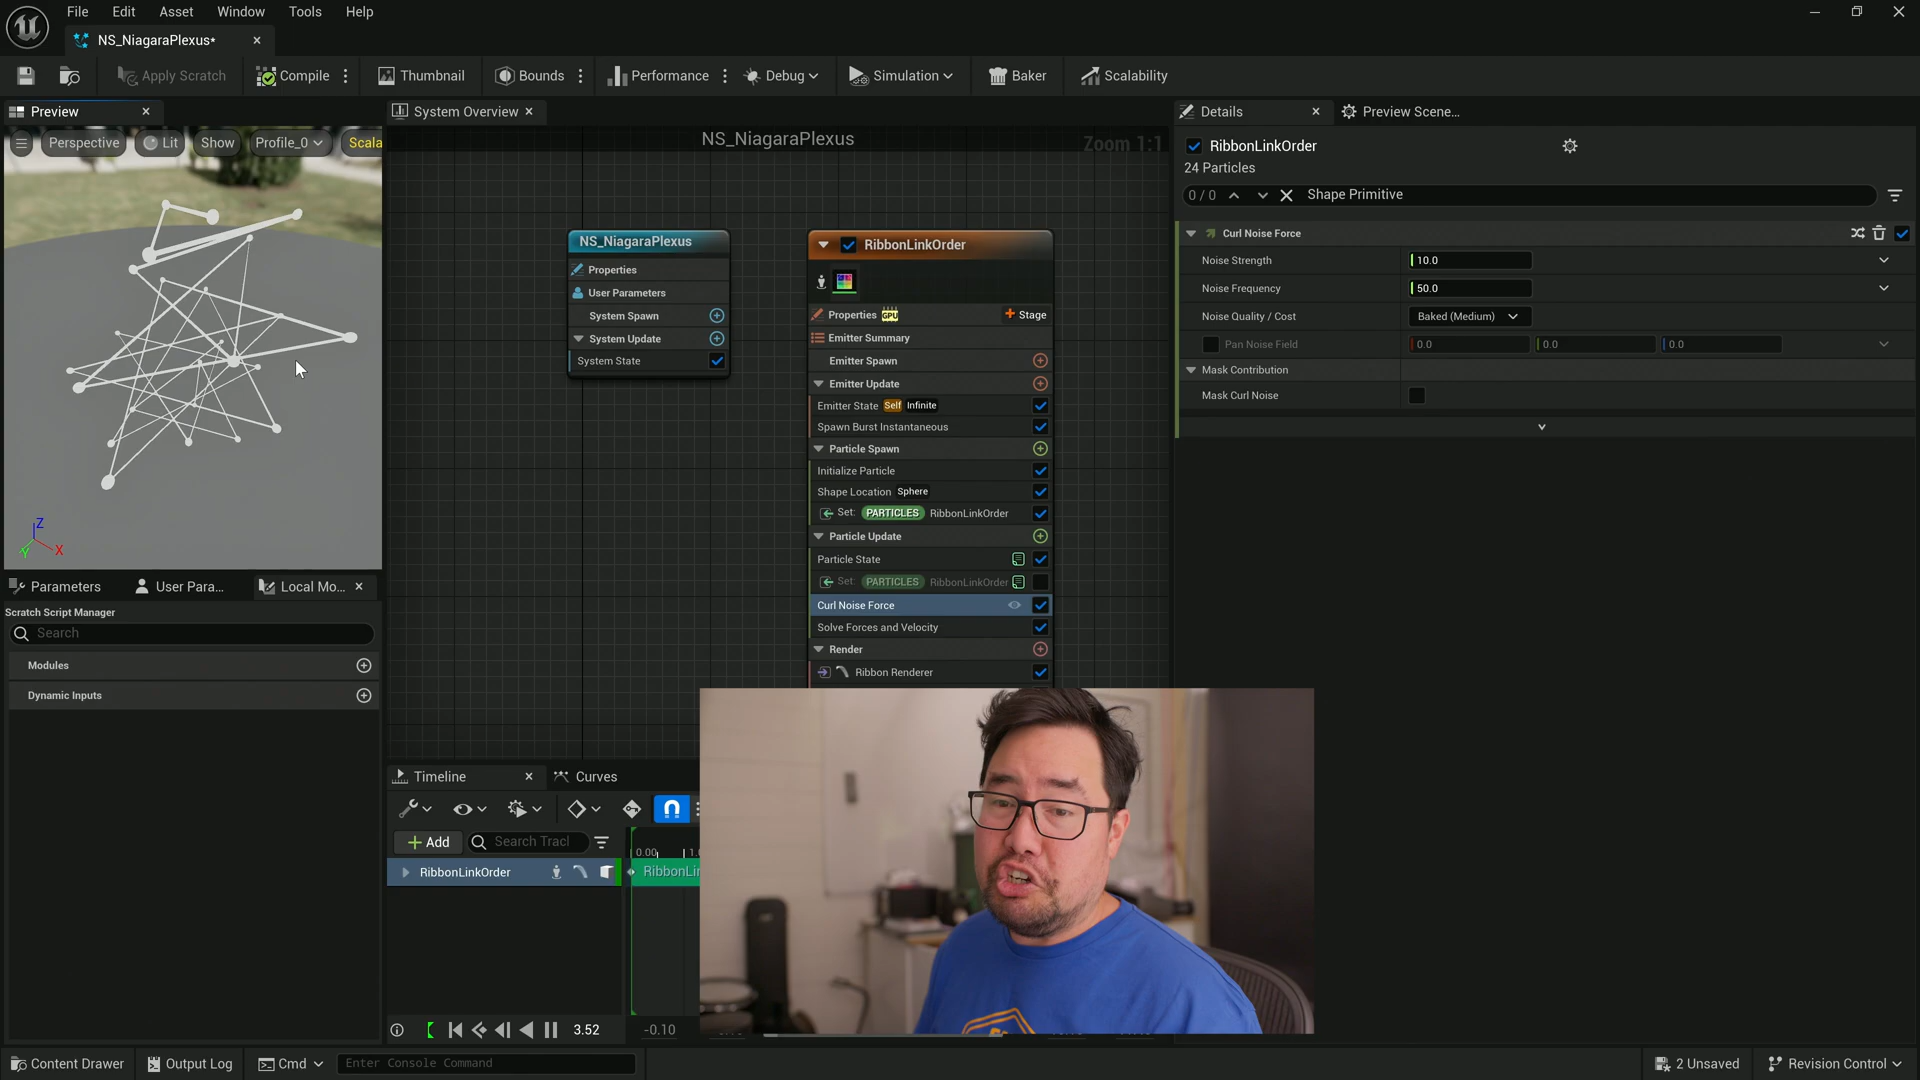 File Edit Asset Window Tools Help
NS_NiagaraPlexus*
Apply Scratch Compile Thumbnail Bounds Performance Debug Simulation Baker Scalability
Preview
System Overview
Details
Preview Scene...
Perspective Lit Show Profile_0 Scala
NS_NiagaraPlexus
Zoom 1:1
RibbonLinkOrder
24 Particles
0 / 0 Shape Primitive
Curl Noise Force
Noise Strength 10.0
Noise Frequency 50.0
Noise Quality / Cost Baked (Medium)
Pan Noise Field 0.0 0.0 0.0
Mask Contribution
Mask Curl Noise
NS_NiagaraPlexus
Properties
User Parameters
System Spawn
System Update
System State
RibbonLinkOrder
Properties GPU Stage
Emitter Summary
Emitter Spawn
Emitter Update
Emitter State Self Infinite
Spawn Burst Instantaneous
Particle Spawn
Initialize Particle
Shape Location Sphere
Set: PARTICLES RibbonLinkOrder
Particle Update
Particle State
Set: PARTICLES RibbonLinkOrder
Curl Noise Force
Solve Forces and Velocity
Render
Ribbon Renderer
Z
Y
X
Parameters User Para... Local Mo...
Scratch Script Manager
Search
Modules
Dynamic Inputs
Timeline
Curves
Add Search Tracl
0.00
RibbonLinkOrder
RibbonLin
3.52
-0.10
Content Drawer Output Log Cmd Enter Console Command
2 Unsaved Revision Control